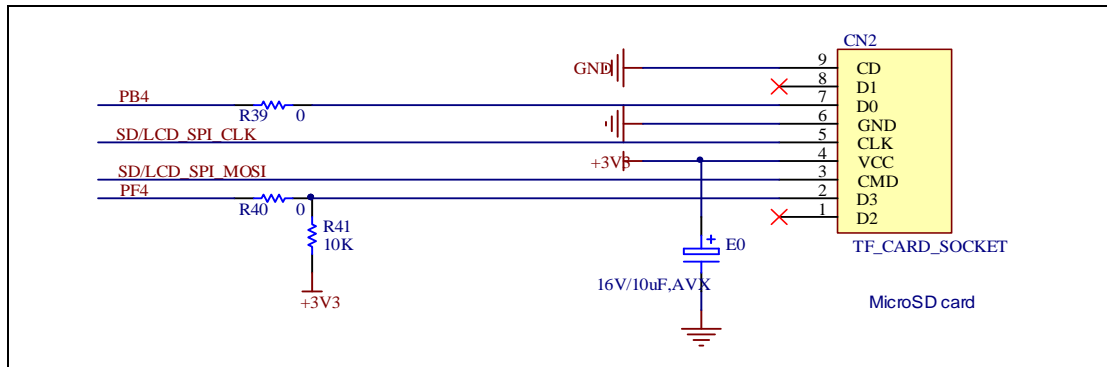 CN2
GND 9 CD
8 D1
PB4 7 D0
R39 0 6 GND
SD/LCD_SPI_CLK 5 CLK
+3V3 4 VCC
SD/LCD_SPI_MOSI 3 CMD
PF4 2 D3
R40 0 1 D2
R41
10K
E0
TF_CARD_SOCKET
16V/10uF,AVX
+3V3
MicroSD card